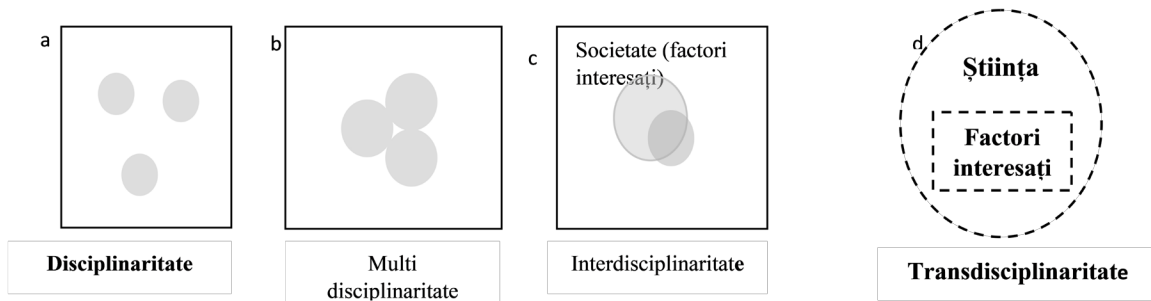 a
b
c
d
Societate (factori
interesați)
Știința
Factori
interesați
Disciplinaritate
Multi
disciplinaritate
Interdisciplinaritate
Transdisciplinaritate